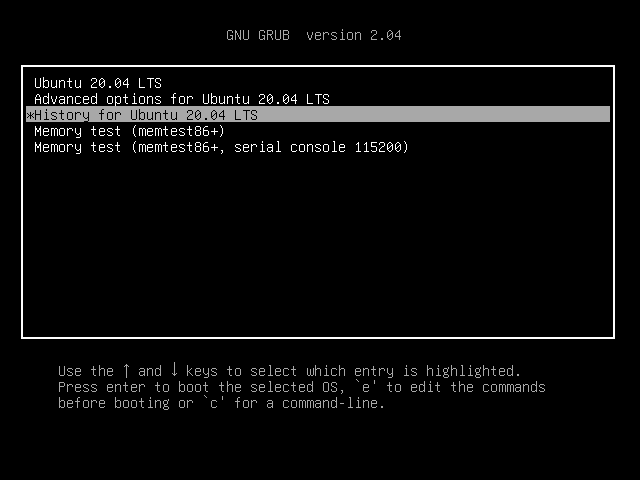 GNU GRUB  version 2.04
Ubuntu 20.04 LTS
Advanced options for Ubuntu 20.04 LTS
*History for Ubuntu 20.04 LTS
Memory test (memtest86+)
Memory test (memtest86+, serial console 115200)
Use the ↑ and ↓ keys to select which entry is highlighted.
Press enter to boot the selected OS, `e' to edit the commands
before booting or `c' for a command-line.